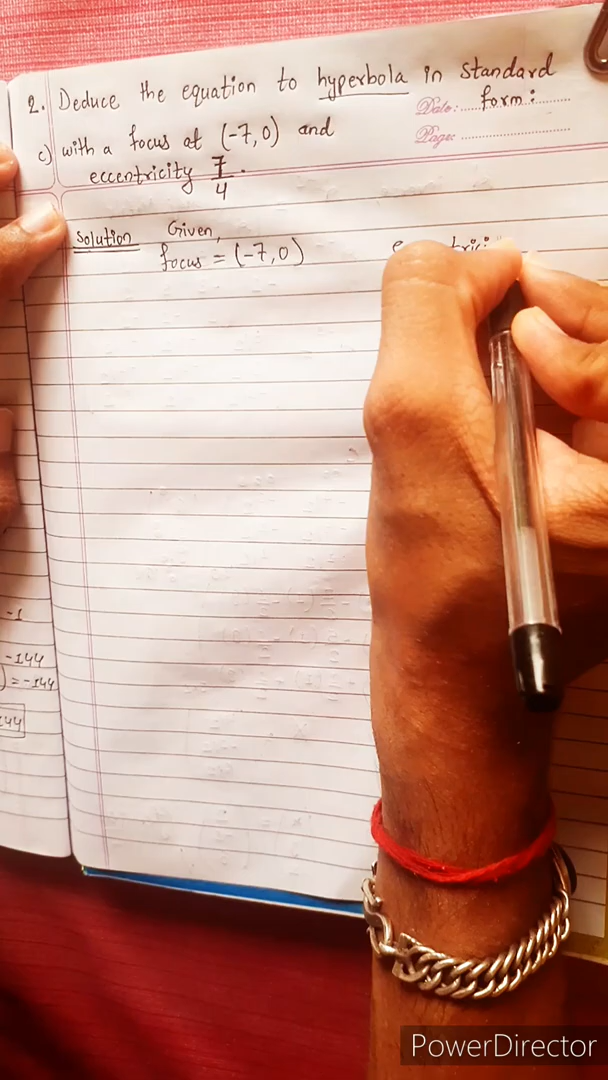 2. Deduce the equation to hyperbola in standard
form:
Date:
c) with a focus at (-7,0) and
Page:
eccentricity 7/4.
Solution Given,
focus = (-7,0)
-1
-144
) = -144
144
PowerDirector